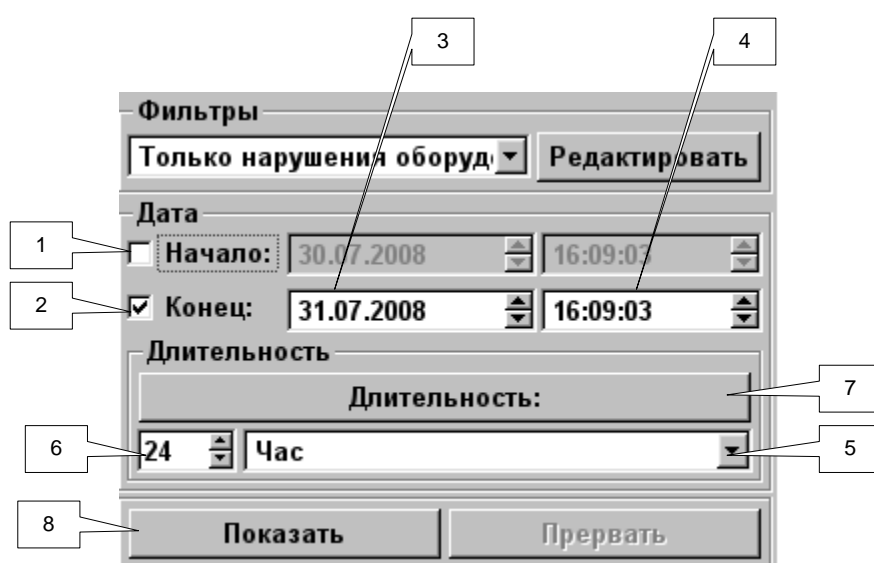 3 4
Фильтры
Только нарушения оборуд Редактировать
Дата
1 Начало: 30.07.2008 16:09:03
2 Конец: 31.07.2008 16:09:03
Длительность
Длительность: 7
6 24 Час 5
8 Показать Прервать